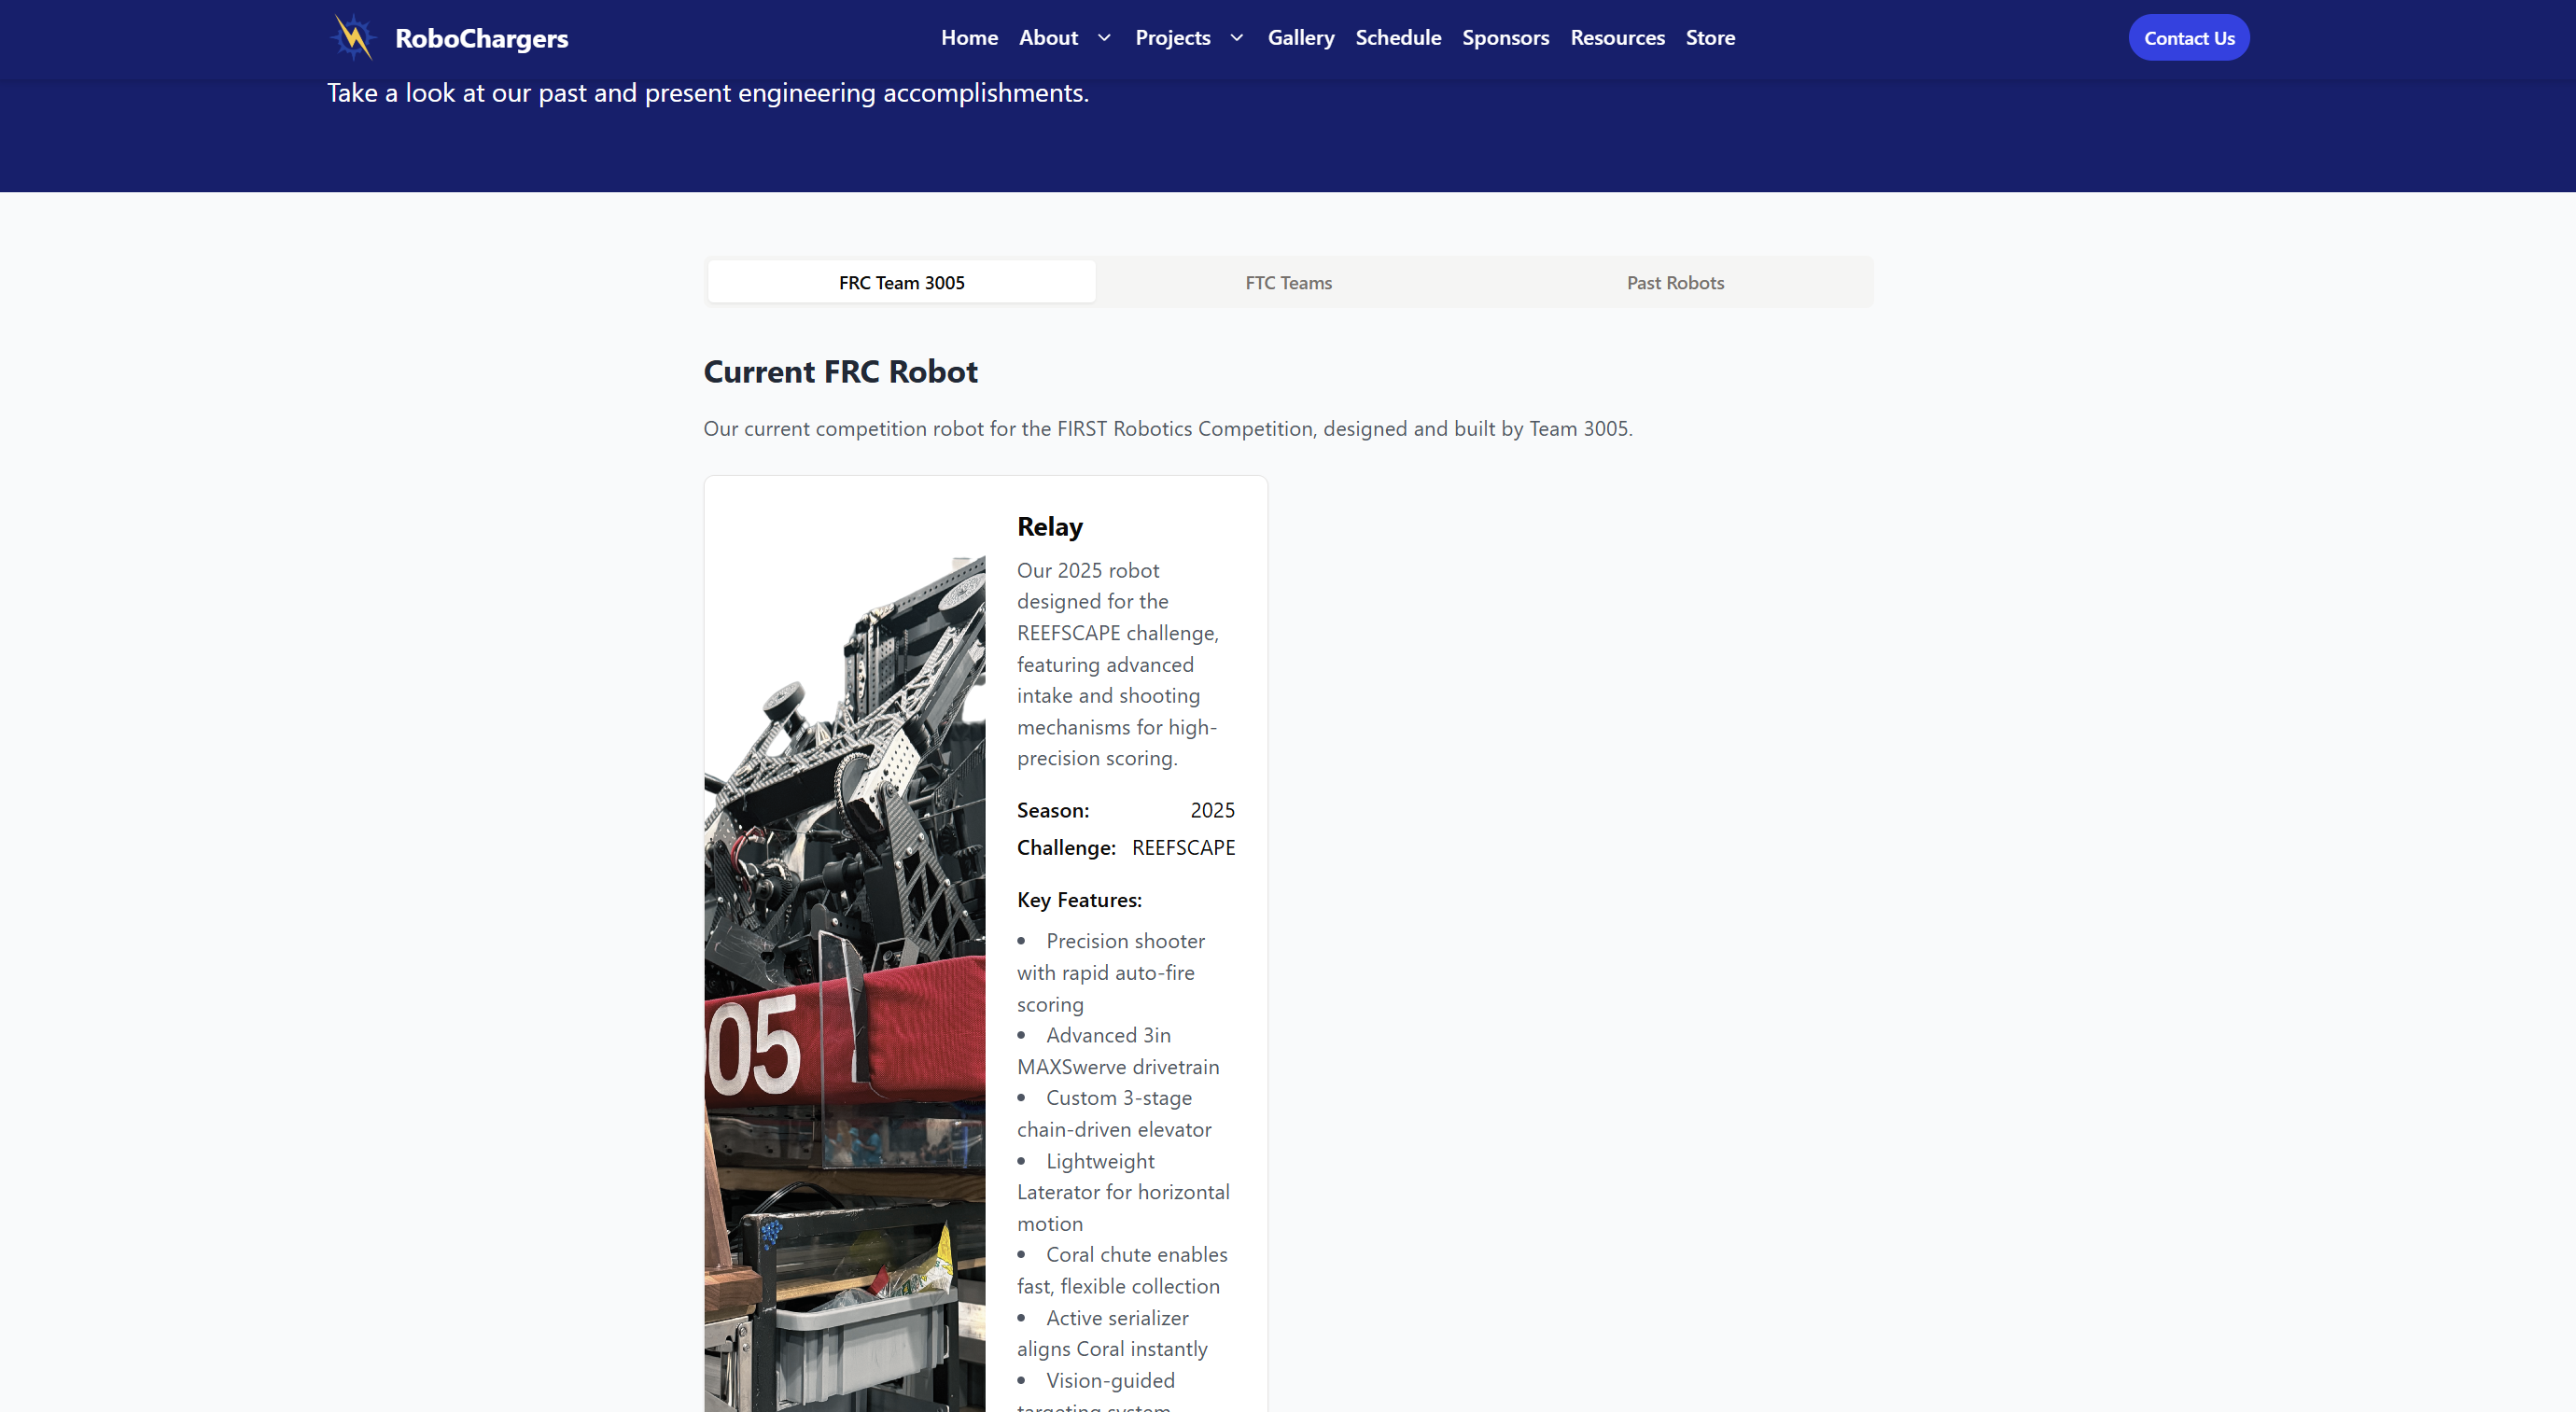 RoboChargers
Home About Projects Gallery Schedule Sponsors Resources Store
Contact Us
Take a look at our past and present engineering accomplishments.
FRC Team 3005
FTC Teams
Past Robots
Current FRC Robot
Our current competition robot for the FIRST Robotics Competition, designed and built by Team 3005.
05
Relay
Our 2025 robot
designed for the
REEFSCAPE challenge,
featuring advanced
intake and shooting
mechanisms for high-
precision scoring.
Season: 2025
Challenge: REEFSCAPE
Key Features:
• Precision shooter
with rapid auto-fire
scoring
• Advanced 3in
MAXSwerve drivetrain
• Custom 3-stage
chain-driven elevator
• Lightweight
Laterator for horizontal
motion
• Coral chute enables
fast, flexible collection
• Active serializer
aligns Coral instantly
• Vision-guided
targeting system